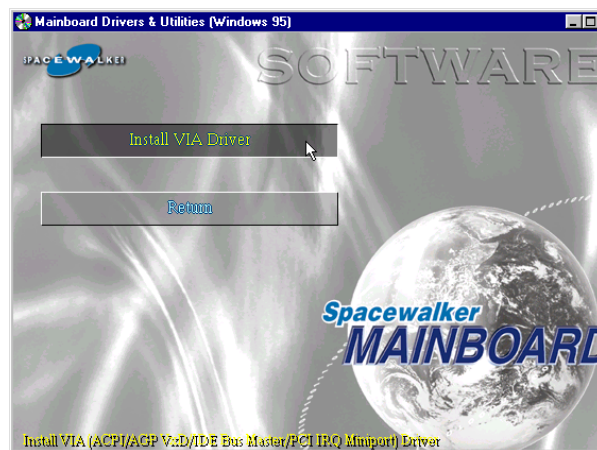 Mainboard Drivers & Utilities (Windows 95)
SPACEWALKER
SOFTWARE
Install VIA Driver
Return
Spacewalker
MAINBOARD
Install VIA (ACPI/AGP VxD/IDE Bus Master/PCI IRQ Miniport) Driver